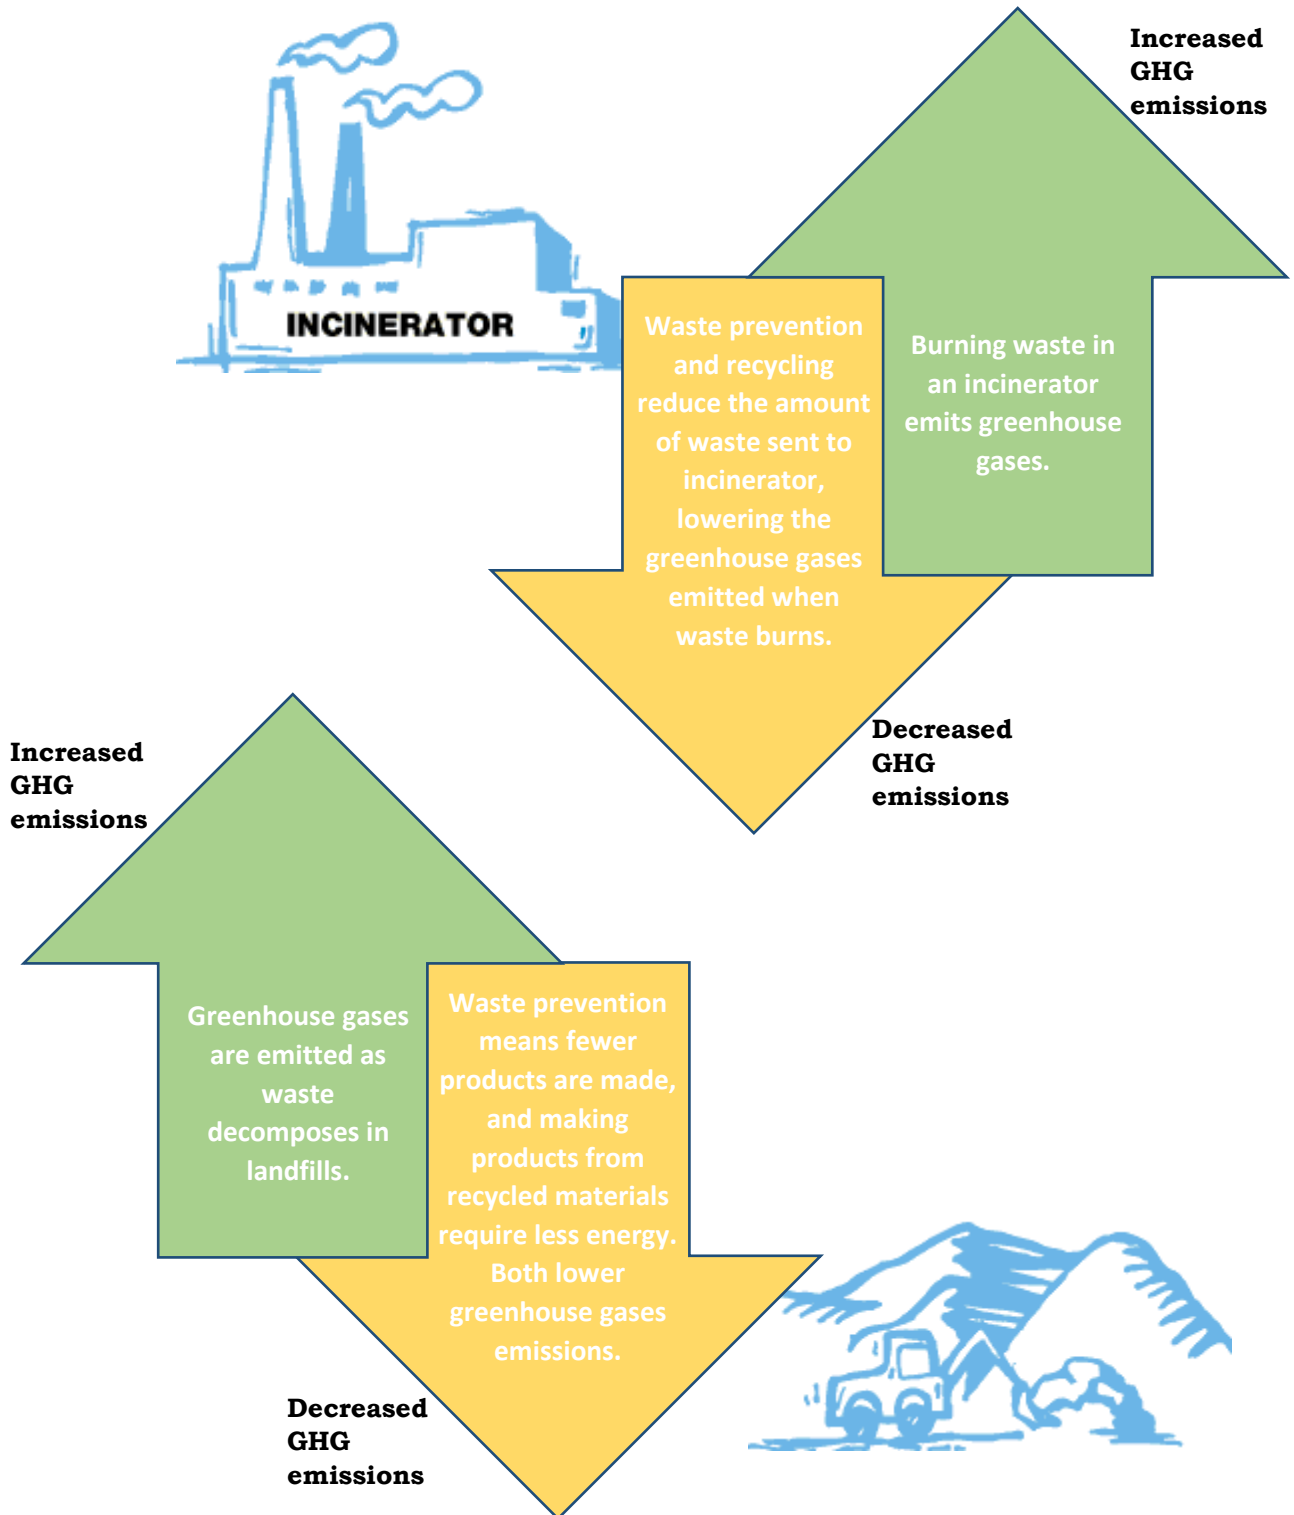 Increased
GHG
emissions
INCINERATOR
Waste prevention
and recycling
reduce the amount
of waste sent to
incinerator,
lowering the
greenhouse gases
emitted when
waste burns.
Burning waste in
an incinerator
emits greenhouse
gases.
Decreased
GHG
emissions
Increased
GHG
emissions
Greenhouse gases
are emitted as
waste
decomposes in
landfills.
Waste prevention
means fewer
products are made,
and making
products from
recycled materials
require less energy.
Both lower
greenhouse gases
emissions.
Decreased
GHG
emissions